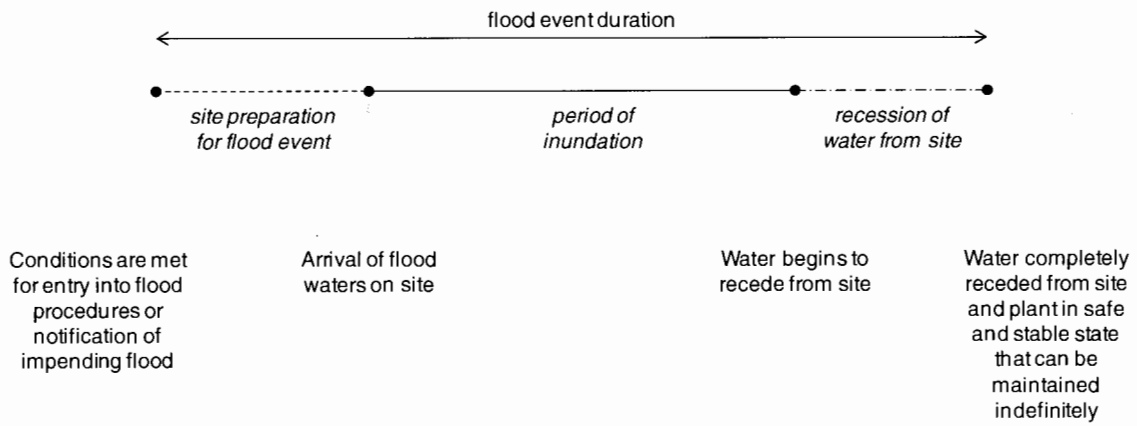 flood event duration
site preparation
for flood event
period of
inundation
recession of
water from site
Conditions are met
for entry into flood
procedures or
notification of
impending flood
Arrival of flood
waters on site
Water begins to
recede from site
Water completely
receded from site
and plant in safe
and stable state
that can be
maintained
indefinitely